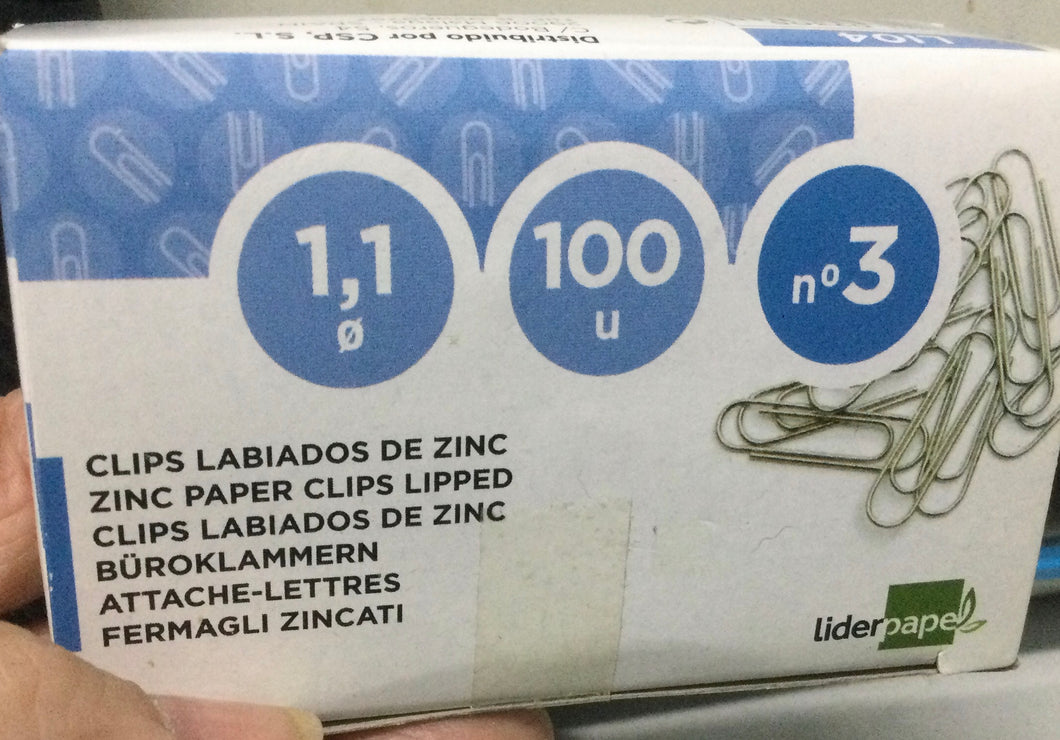 Distribuido por CSP, S.L.
LI04
1,1
ø
100
u
nº3
CLIPS LABIADOS DE ZINC
ZINC PAPER CLIPS LIPPED
CLIPS LABIADOS DE ZINC
BÜROKLAMMERN
ATTACHE-LETTRES
FERMAGLI ZINCATI
liderpapel